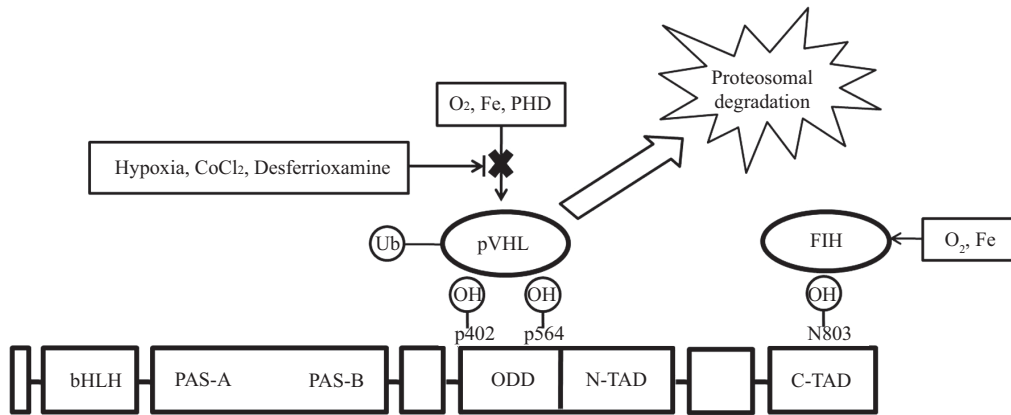 Proteosomal
degradation
O₂, Fe, PHD
Hypoxia, CoCl₂, Desferrioxamine
Ub
pVHL
FIH
O₂, Fe
OH
OH
OH
p402
p564
N803
bHLH
PAS-A
PAS-B
ODD
N-TAD
C-TAD